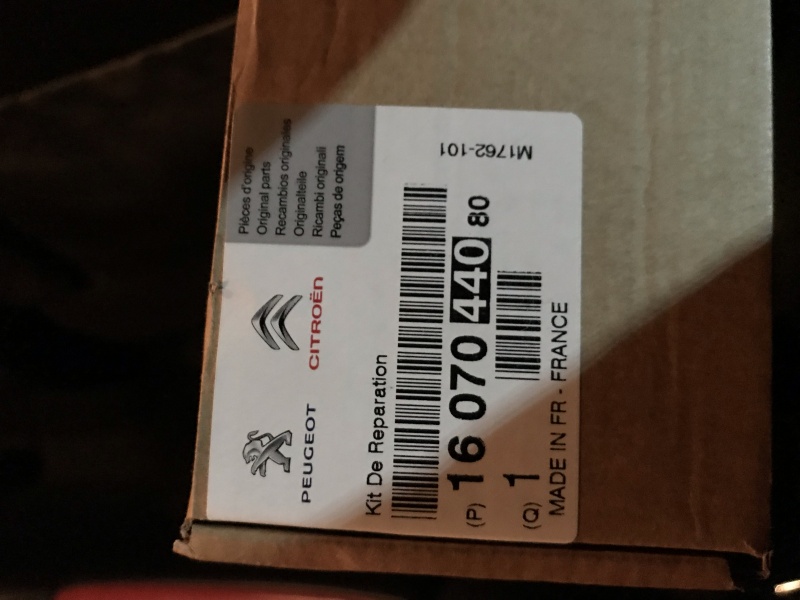 PEUGEOT
CITROËN
Pièces d'origine
Original parts
Recambios originales
Originalteile
Ricambi originali
Peças de origem
Kit De Reparation
M1762-101
(P) 16 070 440 80
(Q) 1
MADE IN FR - FRANCE